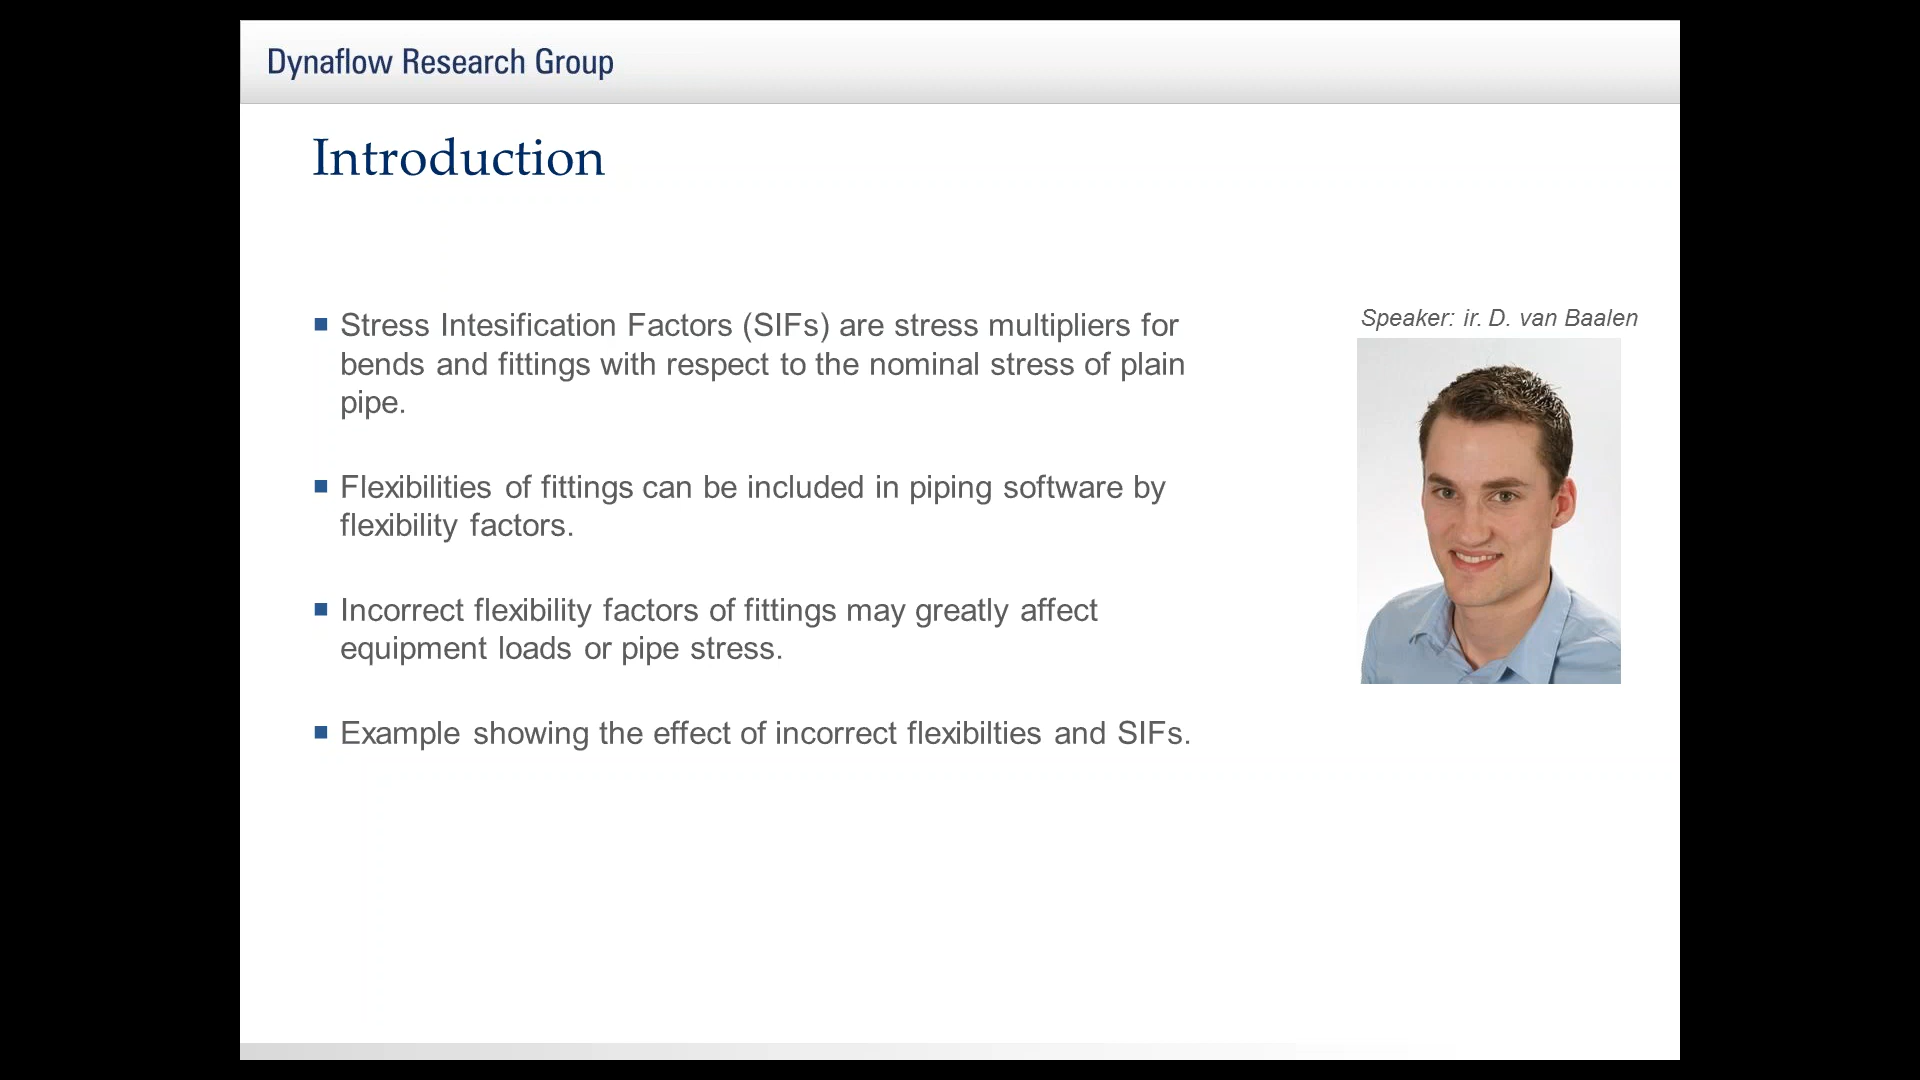 Dynaflow Research Group
Introduction
Stress Intesification Factors (SIFs) are stress multipliers for
bends and fittings with respect to the nominal stress of plain
pipe.
Flexibilities of fittings can be included in piping software by
flexibility factors.
Incorrect flexibility factors of fittings may greatly affect
equipment loads or pipe stress.
Example showing the effect of incorrect flexibilties and SIFs.
Speaker: ir. D. van Baalen